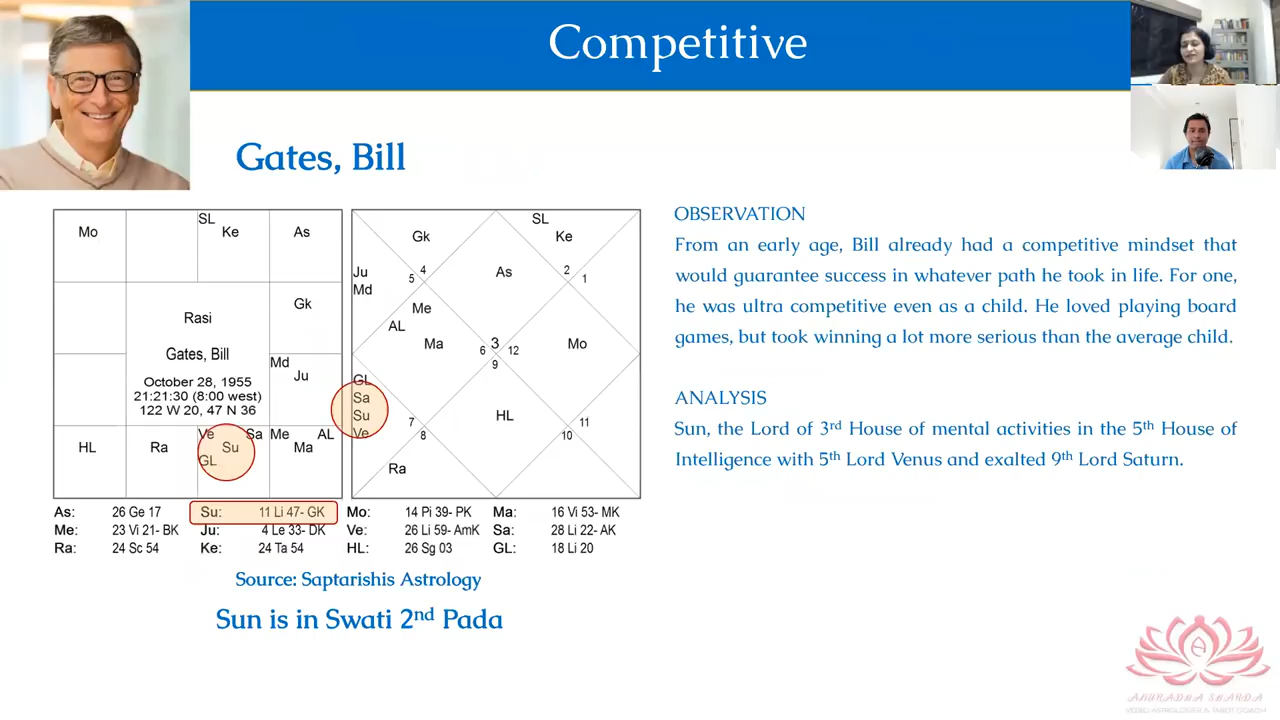 Competitive
Gates, Bill
Mo
SL
Ke
As
Gk
Rasi
Gates, Bill
October 28, 1955
21:21:30 (8:00 west)
122 W 20, 47 N 36
Md
Ju
HL
Ra
Ve
Su
Sa
GL
Me
AL
Ma
Gk
SL
Ke
Ju
Md
5
4
As
2
1
Me
AL
Ma
6
3
12
9
Mo
GL
Sa
Su
Ve
7
8
HL
11
10
Ra
As: 26 Ge 17 Su: 11 Li 47- GK Mo: 14 Pi 39- PK Ma: 16 Vi 53- MK
Me: 23 Vi 21- BK Ju: 4 Le 33- DK Ve: 26 Li 59- AmK Sa: 28 Li 22- AK
Ra: 24 Sc 54 Ke: 24 Ta 54 HL: 26 Sg 03 GL: 18 Li 20
Source: Saptarishis Astrology
Sun is in Swati 2nd Pada
OBSERVATION
From an early age, Bill already had a competitive mindset that
would guarantee success in whatever path he took in life. For one,
he was ultra competitive even as a child. He loved playing board
games, but took winning a lot more serious than the average child.
ANALYSIS
Sun, the Lord of 3rd House of mental activities in the 5th House of
Intelligence with 5th Lord Venus and exalted 9th Lord Saturn.
ANURADHA SHARDA
VEDIC ASTROLOGER & TAROT COACH